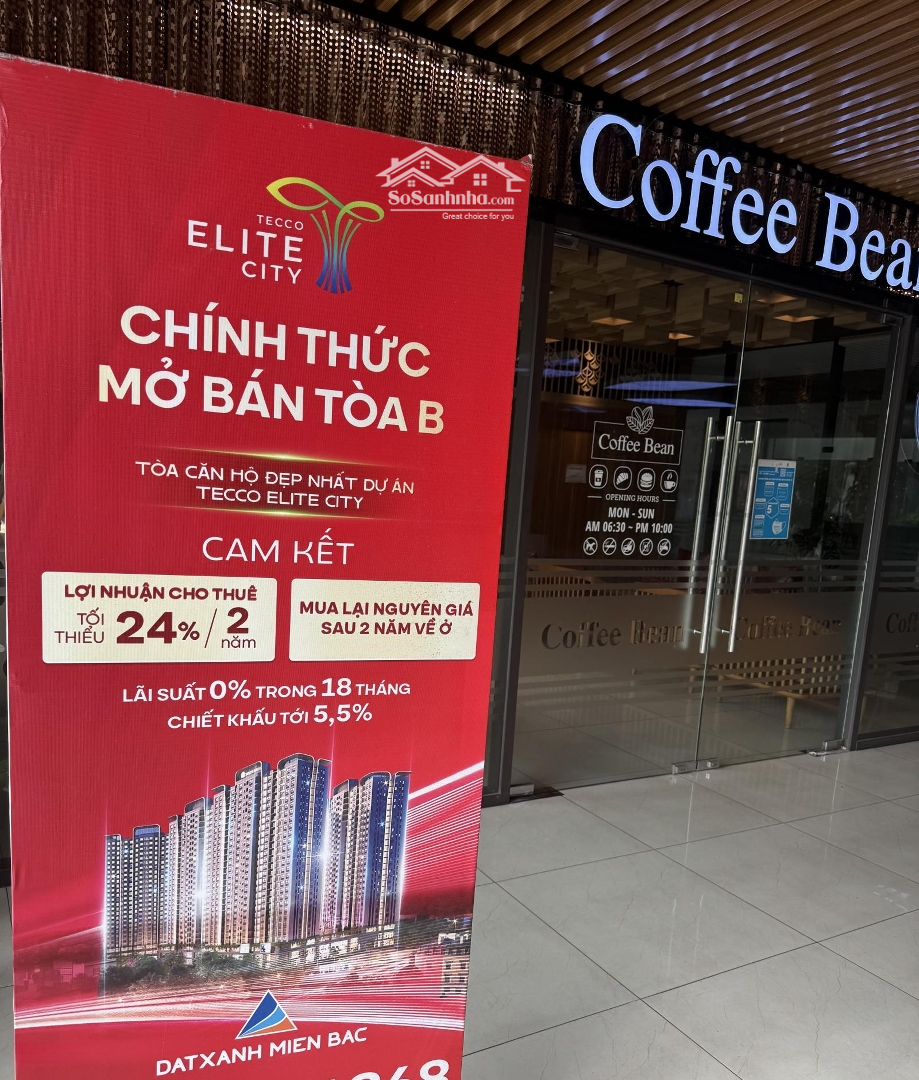 TECCO
ELITE
CITY
SoSanhnha.com
Great choice for you
CHÍNH THỨC
MỞ BÁN TÒA B
TÒA CĂN HỘ ĐẸP NHẤT DỰ ÁN
TECCO ELITE CITY
CAM KẾT
LỢI NHUẬN CHO THUÊ
TỐI THIỂU 24% / 2 năm
MUA LẠI NGUYÊN GIÁ
SAU 2 NĂM VỀ Ở
LÃI SUẤT 0% TRONG 18 THÁNG
CHIẾT KHẤU TỚI 5,5%
DATXANH MIEN BAC
Coffee Bean
Coffee Bean
OPENING HOURS
MON - SUN
AM 06:30 ~ PM 10:00
Coffee Bean
Coffee Bean